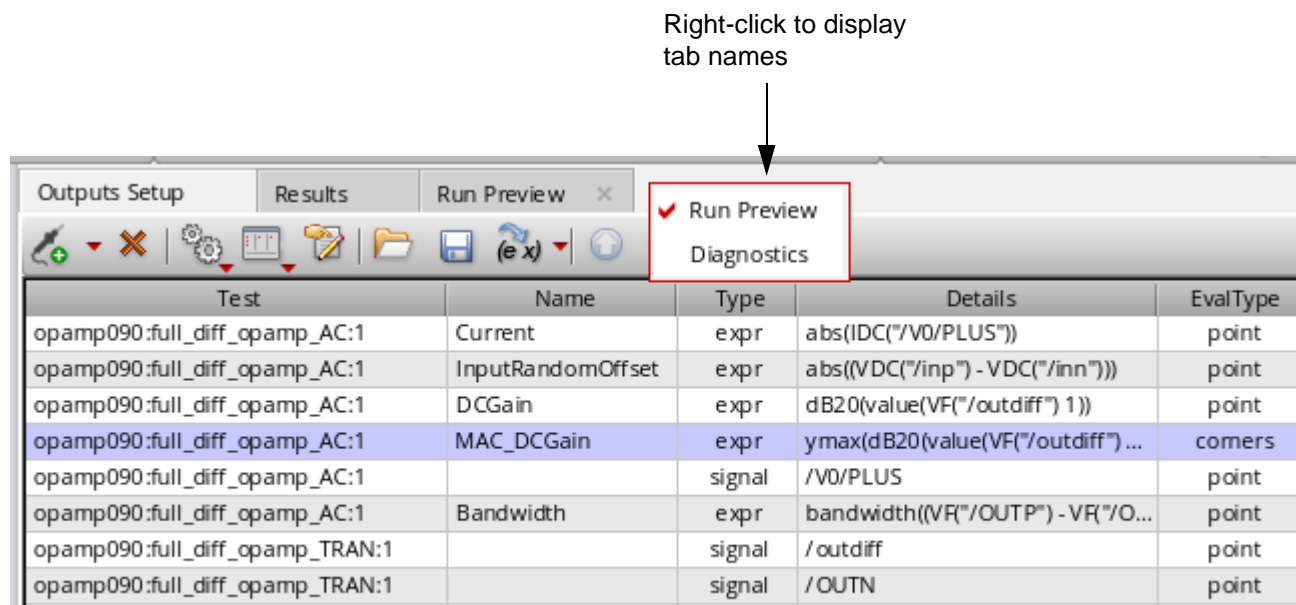 Right-click to display
tab names
Outputs Setup Results Run Preview
Run Preview
Diagnostics
(e x)
Test Name Type Details EvalType
opamp090:full_diff_opamp_AC:1 Current expr abs(IDC("/V0/PLUS")) point
opamp090:full_diff_opamp_AC:1 InputRandomOffset expr abs((VDC("/inp") - VDC("/inn"))) point
opamp090:full_diff_opamp_AC:1 DCGain expr dB20(value(VF("/outdiff") 1)) point
opamp090:full_diff_opamp_AC:1 MAC_DCGain expr ymax(dB20(value(VF("/outdiff") ... corners
opamp090:full_diff_opamp_AC:1 signal /V0/PLUS point
opamp090:full_diff_opamp_AC:1 Bandwidth expr bandwidth((VF("/OUTP") - VF("/O... point
opamp090:full_diff_opamp_TRAN:1 signal /outdiff point
opamp090:full_diff_opamp_TRAN:1 signal /OUTN point